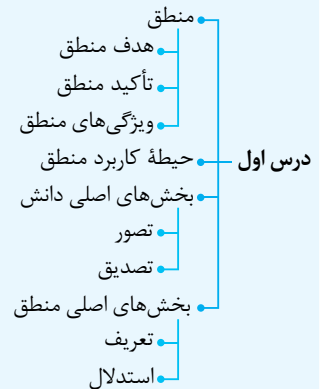 منطق
هدف منطق
تأکید منطق
ویژگی‌های منطق
درس اول
حیطهٔ کاربرد منطق
بخش‌های اصلی دانش
تصور
تصدیق
بخش‌های اصلی منطق
تعریف
استدلال